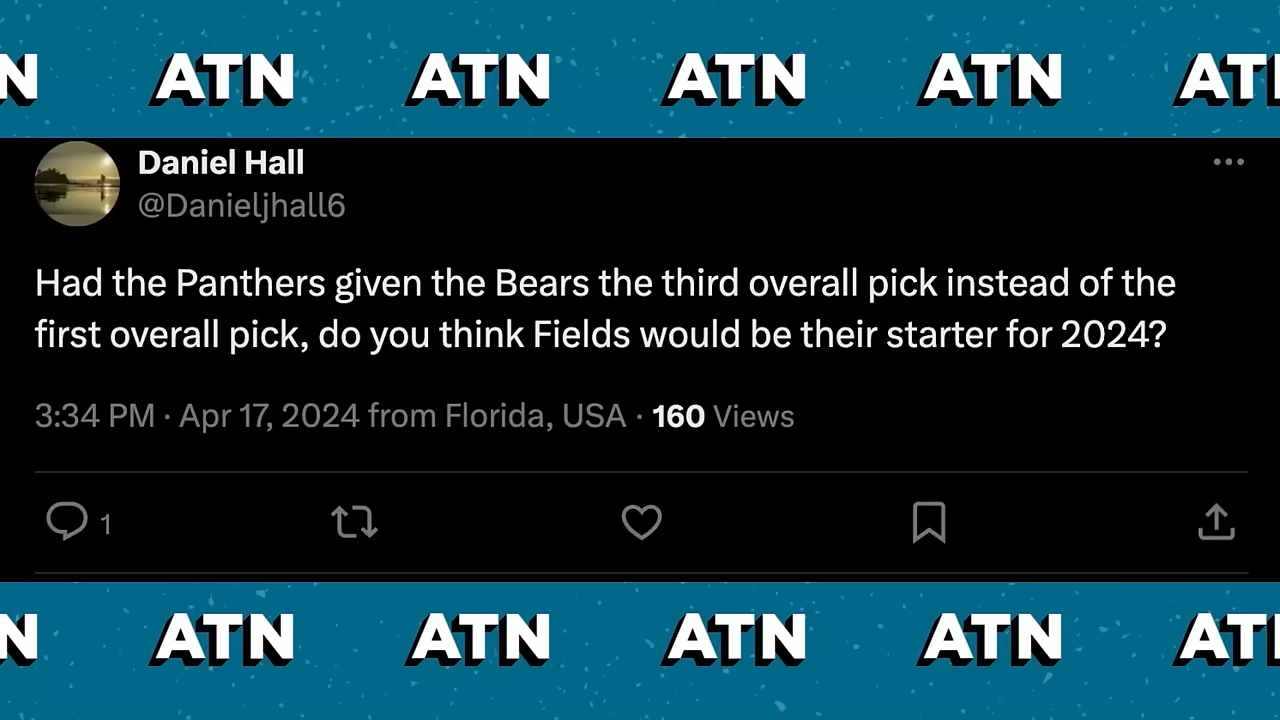 N ATN ATN ATN ATN AT
Daniel Hall
@Danieljhall6
Had the Panthers given the Bears the third overall pick instead of the
first overall pick, do you think Fields would be their starter for 2024?
3:34 PM · Apr 17, 2024 from Florida, USA · 160 Views
1
N ATN ATN ATN ATN AT